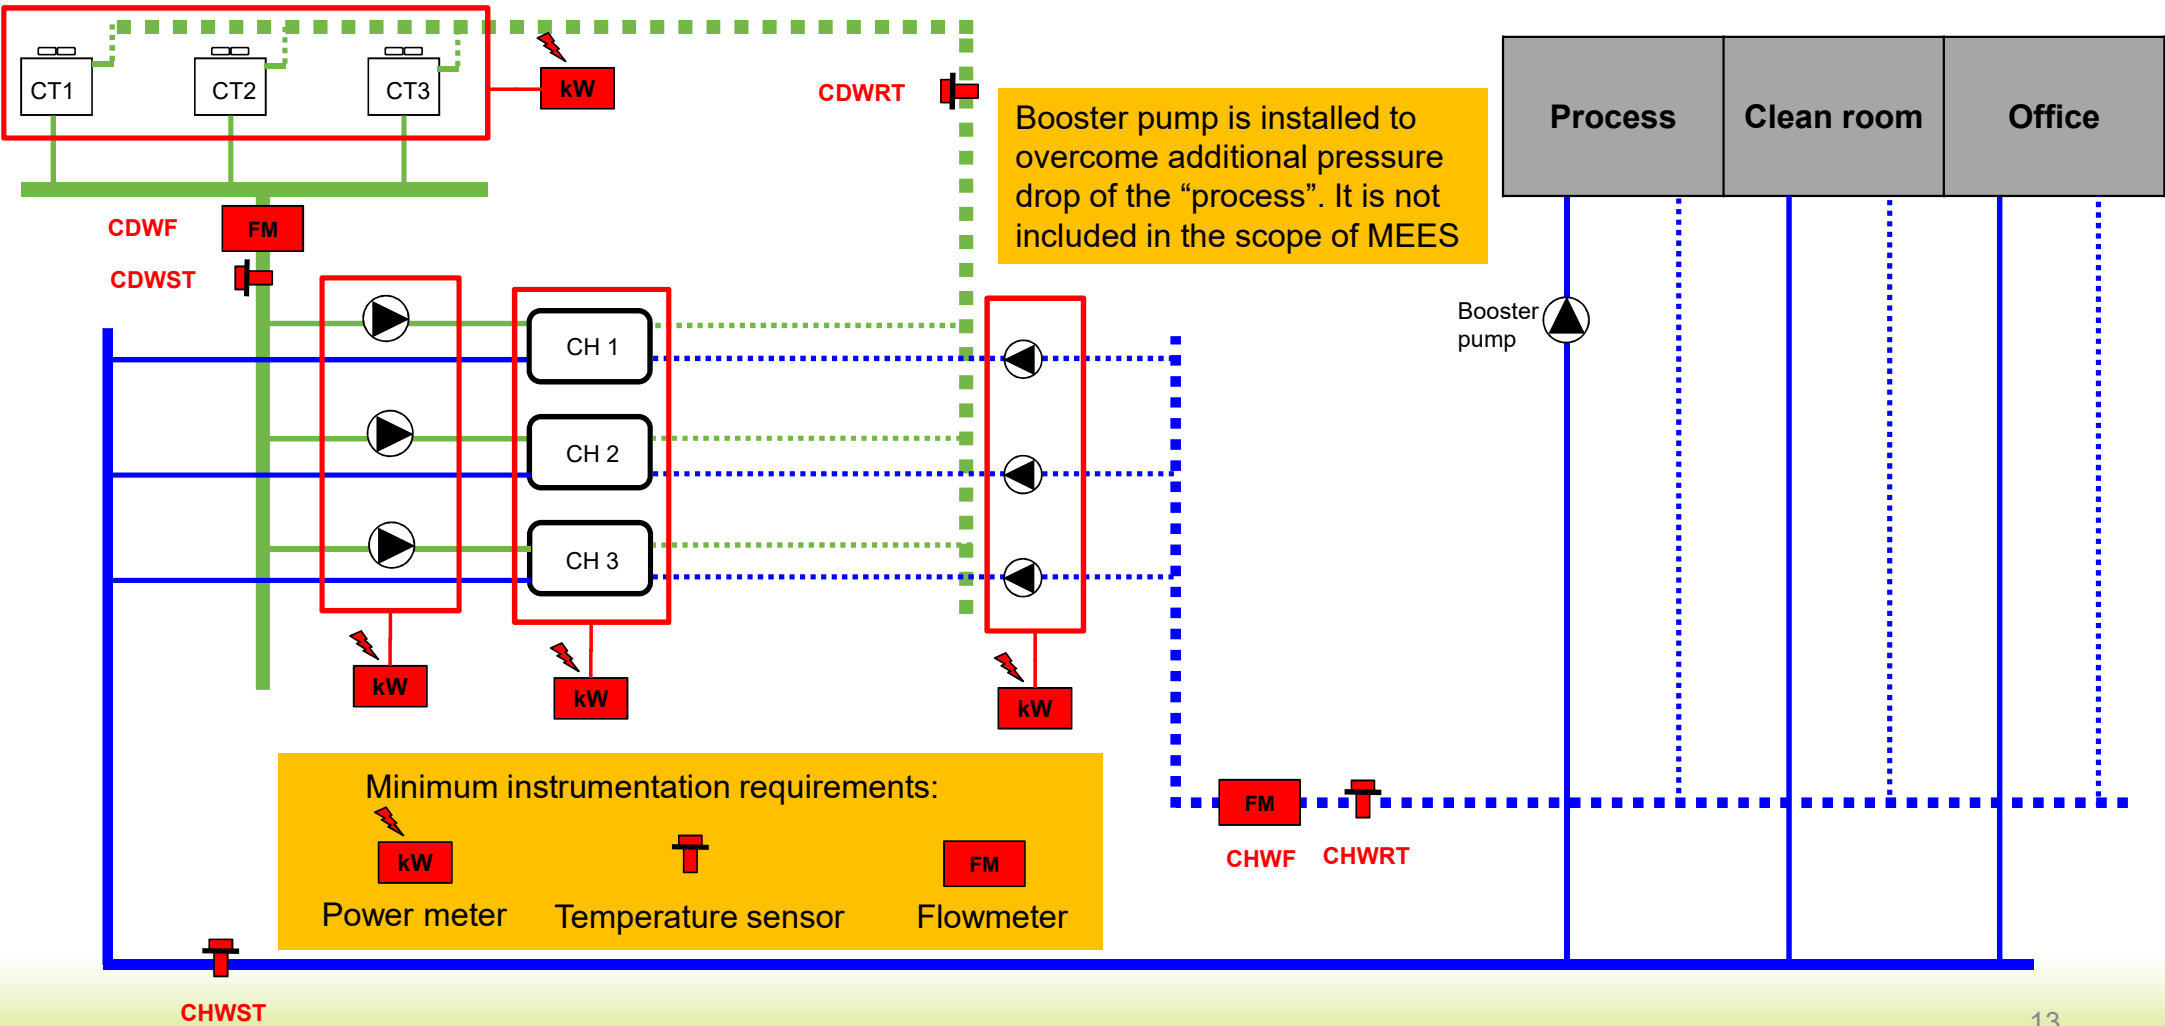 CT1
CT2
CT3
kW
CDWRT
Booster pump is installed to
overcome additional pressure
drop of the “process”. It is not
included in the scope of MEES
Process
Clean room
Office
CDWF
FM
CDWST
Booster
pump
CH 1
CH 2
CH 3
kW
kW
kW
Minimum instrumentation requirements:
kW
FM
Power meter
Temperature sensor
Flowmeter
FM
CHWF
CHWRT
CHWST
13